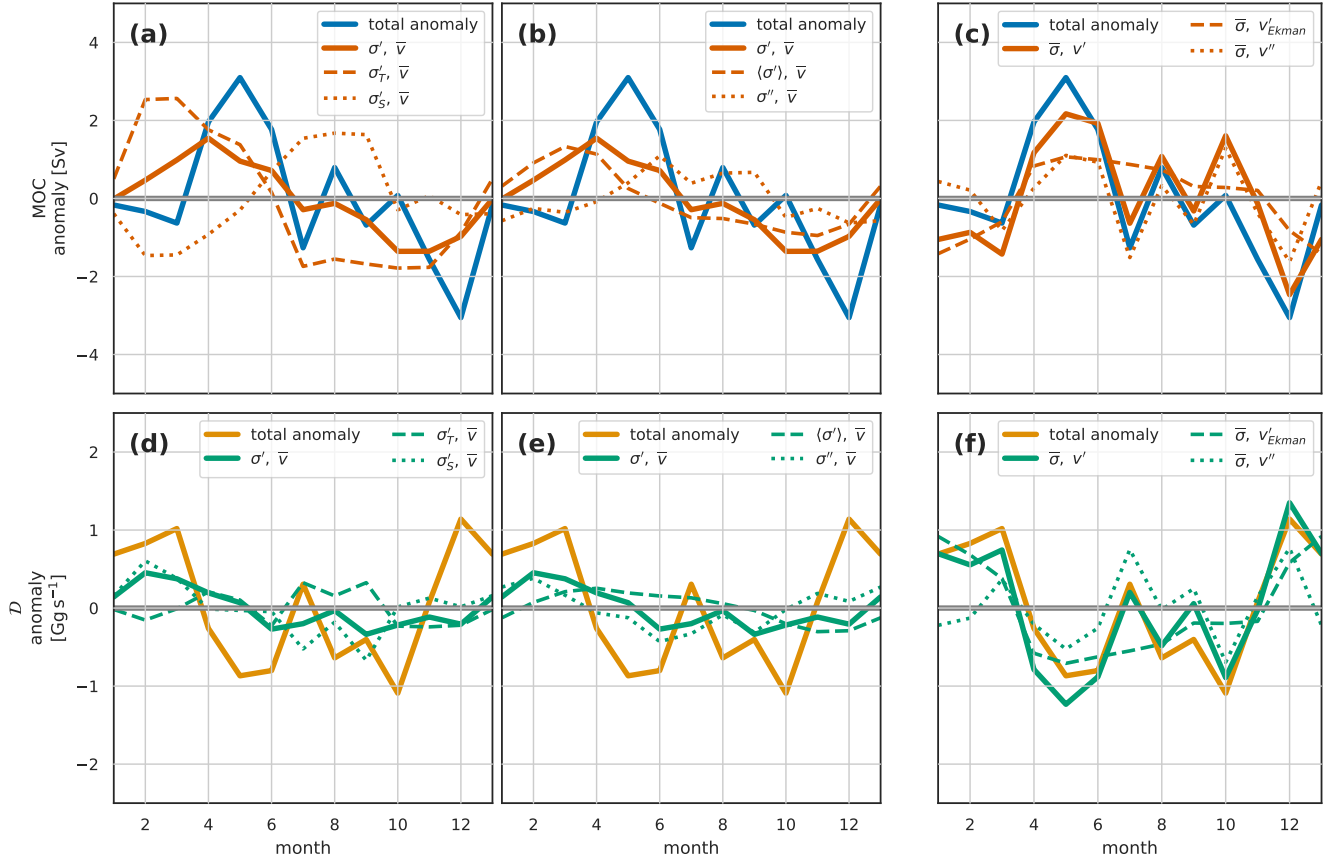 (a)
total anomaly
σ′, v̅
σ′_T, v̅
σ′_S, v̅
(b)
total anomaly
σ′, v̅
⟨σ′⟩, v̅
σ″, v̅
(c)
total anomaly
σ̅, v′
σ̅, v′_Ekman
σ̅, v″
MOC
anomaly [Sv]
4
2
0
−2
−4
(d)
total anomaly
σ′, v̅
σ′_T, v̅
σ′_S, v̅
(e)
total anomaly
σ′, v̅
⟨σ′⟩, v̅
σ″, v̅
(f)
total anomaly
σ̅, v′
σ̅, v′_Ekman
σ̅, v″
𝒟
anomaly
[Gg s⁻¹]
2
1
0
−1
−2
2 4 6 8 10 12
2 4 6 8 10 12
2 4 6 8 10 12
month
month
month